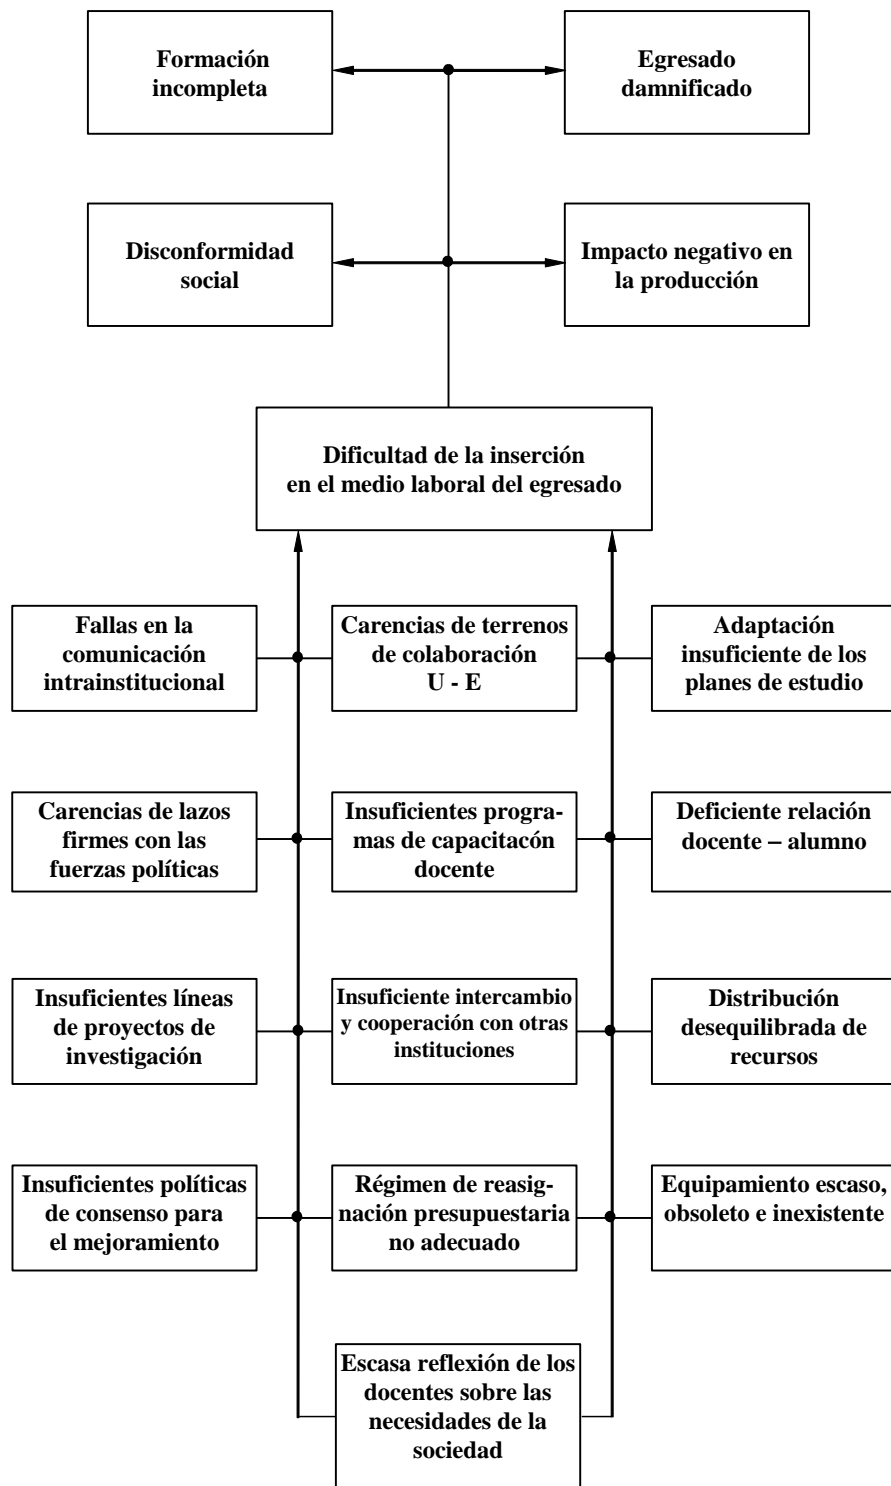 Formación
incompleta
Egresado
damnificado
Disconformidad
social
Impacto negativo en
la producción
Dificultad de la inserción
en el medio laboral del egresado
Fallas en la
comunicación
intrainstitucional
Carencias de terrenos
de colaboración
U - E
Adaptación
insuficiente de los
planes de estudio
Carencias de lazos
firmes con las
fuerzas políticas
Insuficientes progra-
mas de capacitacón
docente
Deficiente relación
docente – alumno
Insuficientes líneas
de proyectos de
investigación
Insuficiente intercambio
y cooperación con otras
instituciones
Distribución
desequilibrada de
recursos
Insuficientes políticas
de consenso para
el mejoramiento
Régimen de reasig-
nación presupuestaria
no adecuado
Equipamiento escaso,
obsoleto e inexistente
Escasa reflexión de los
docentes sobre las
necesidades de la
sociedad